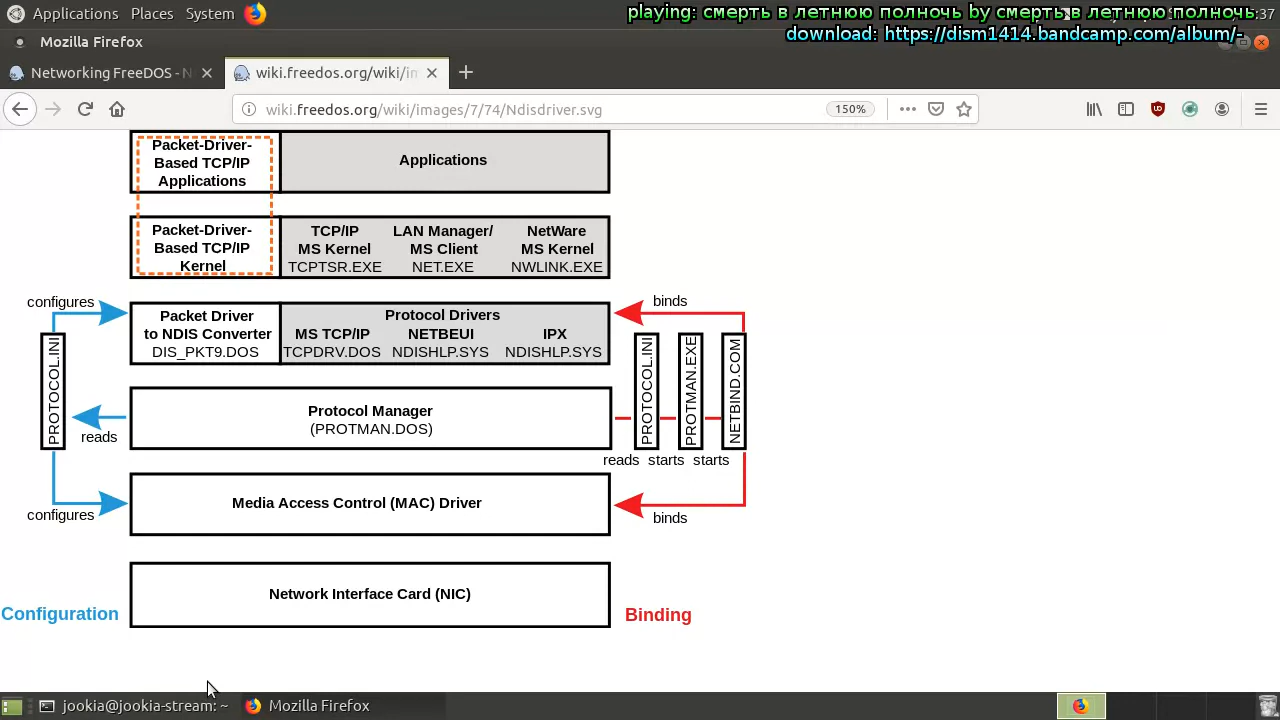 Applications Places System
playing: смерть в летнюю полночь by смерть в летнюю полночь
:37
download: https://dism1414.bandcamp.com/album/-
Mozilla Firefox
Networking FreeDOS - N
wiki.freedos.org/wiki/im
wiki.freedos.org/wiki/images/7/74/Ndisdriver.svg
150%
Packet-Driver-
Based TCP/IP
Applications
Applications
Packet-Driver-
Based TCP/IP
Kernel
TCP/IP
MS Kernel
TCPTSR.EXE
LAN Manager/
MS Client
NET.EXE
NetWare
MS Kernel
NWLINK.EXE
configures
binds
Packet Driver
to NDIS Converter
DIS_PKT9.DOS
Protocol Drivers
MS TCP/IP
TCPDRV.DOS
NETBEUI
NDISHLP.SYS
IPX
NDISHLP.SYS
PROTOCOL.INI
reads
Protocol Manager
(PROTMAN.DOS)
PROTOCOL.INI
PROTMAN.EXE
NETBIND.COM
reads starts starts
configures
Media Access Control (MAC) Driver
binds
Network Interface Card (NIC)
Configuration
Binding
jookia@jookia-stream: ~
Mozilla Firefox